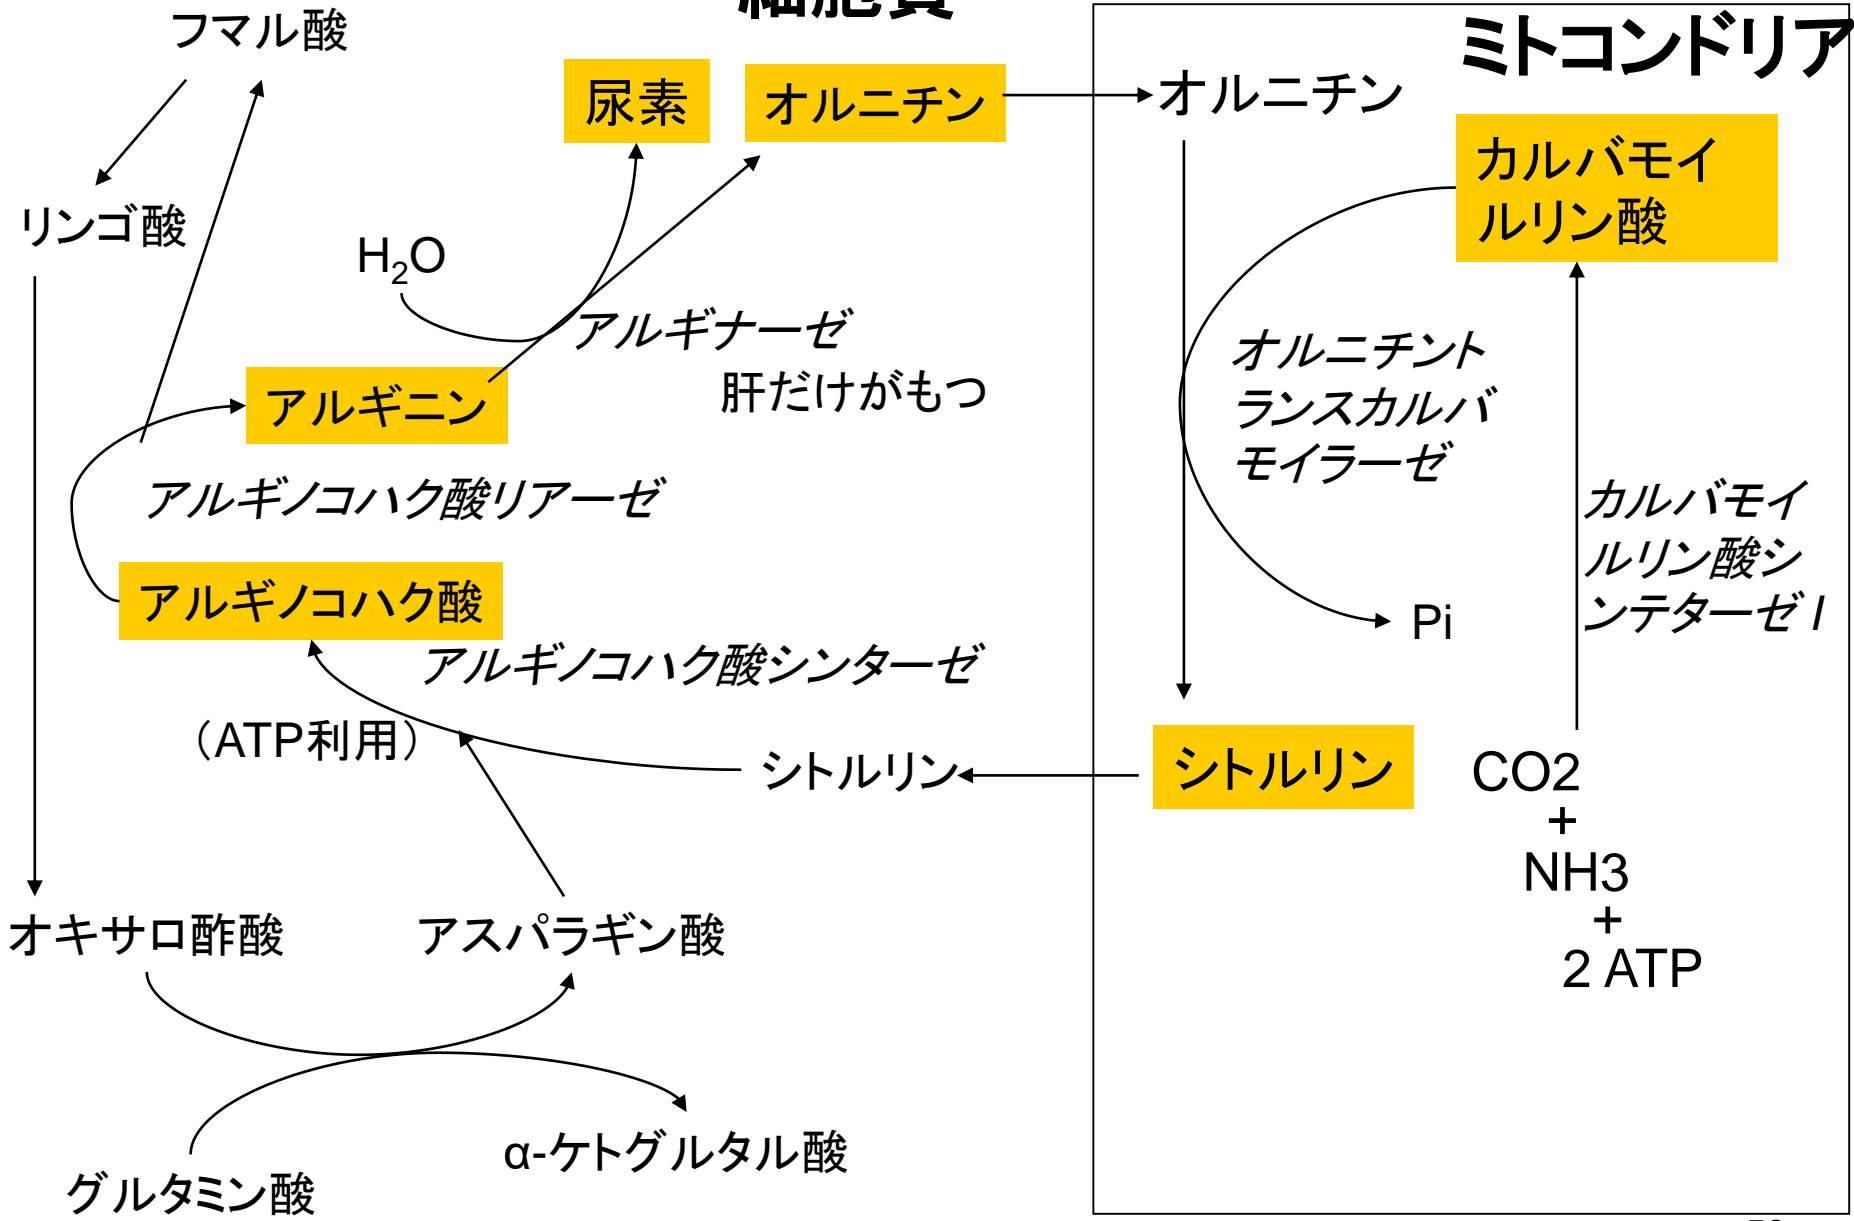 細胞質
ミトコンドリア
フマル酸
尿素
オルニチン
オルニチン
カルバモイ
ルリン酸
リンゴ酸
H₂O
アルギナーゼ
肝だけがもつ
オルニチント
ランスカルバ
モイラーゼ
アルギニン
アルギノコハク酸リアーゼ
カルバモイ
ルリン酸シ
ンテターゼ I
アルギノコハク酸
Pi
アルギノコハク酸シンターゼ
（ATP利用）
シトルリン
シトルリン
CO2
+
NH3
+
2 ATP
オキサロ酢酸
アスパラギン酸
α-ケトグルタル酸
グルタミン酸